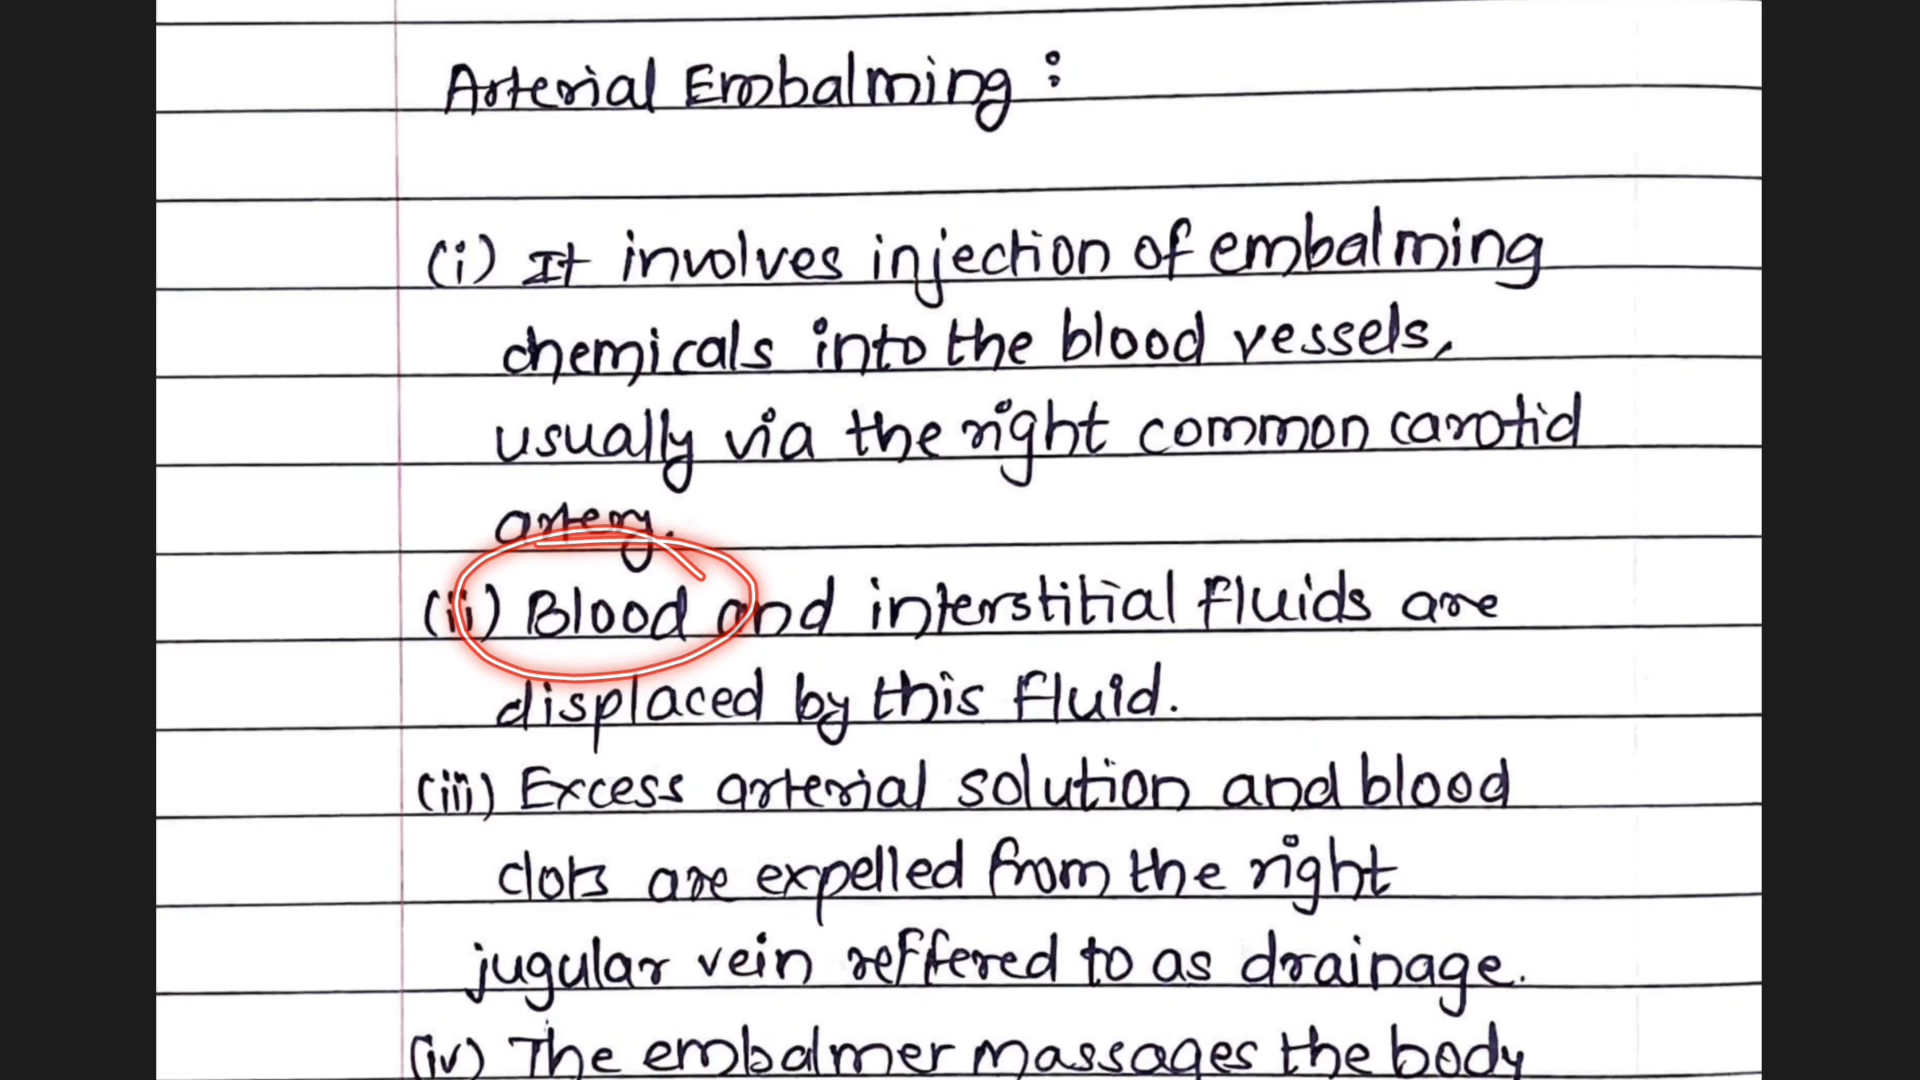 Arterial Embalming :
(i) It involves injection of embalming
chemicals into the blood vessels,
usually via the right common carotid
artery.
(ii) Blood and interstitial fluids are
displaced by this fluid.
(iii) Excess arterial solution and blood
clots are expelled from the right
jugular vein reffered to as drainage.
(iv) The embalmer massages the body